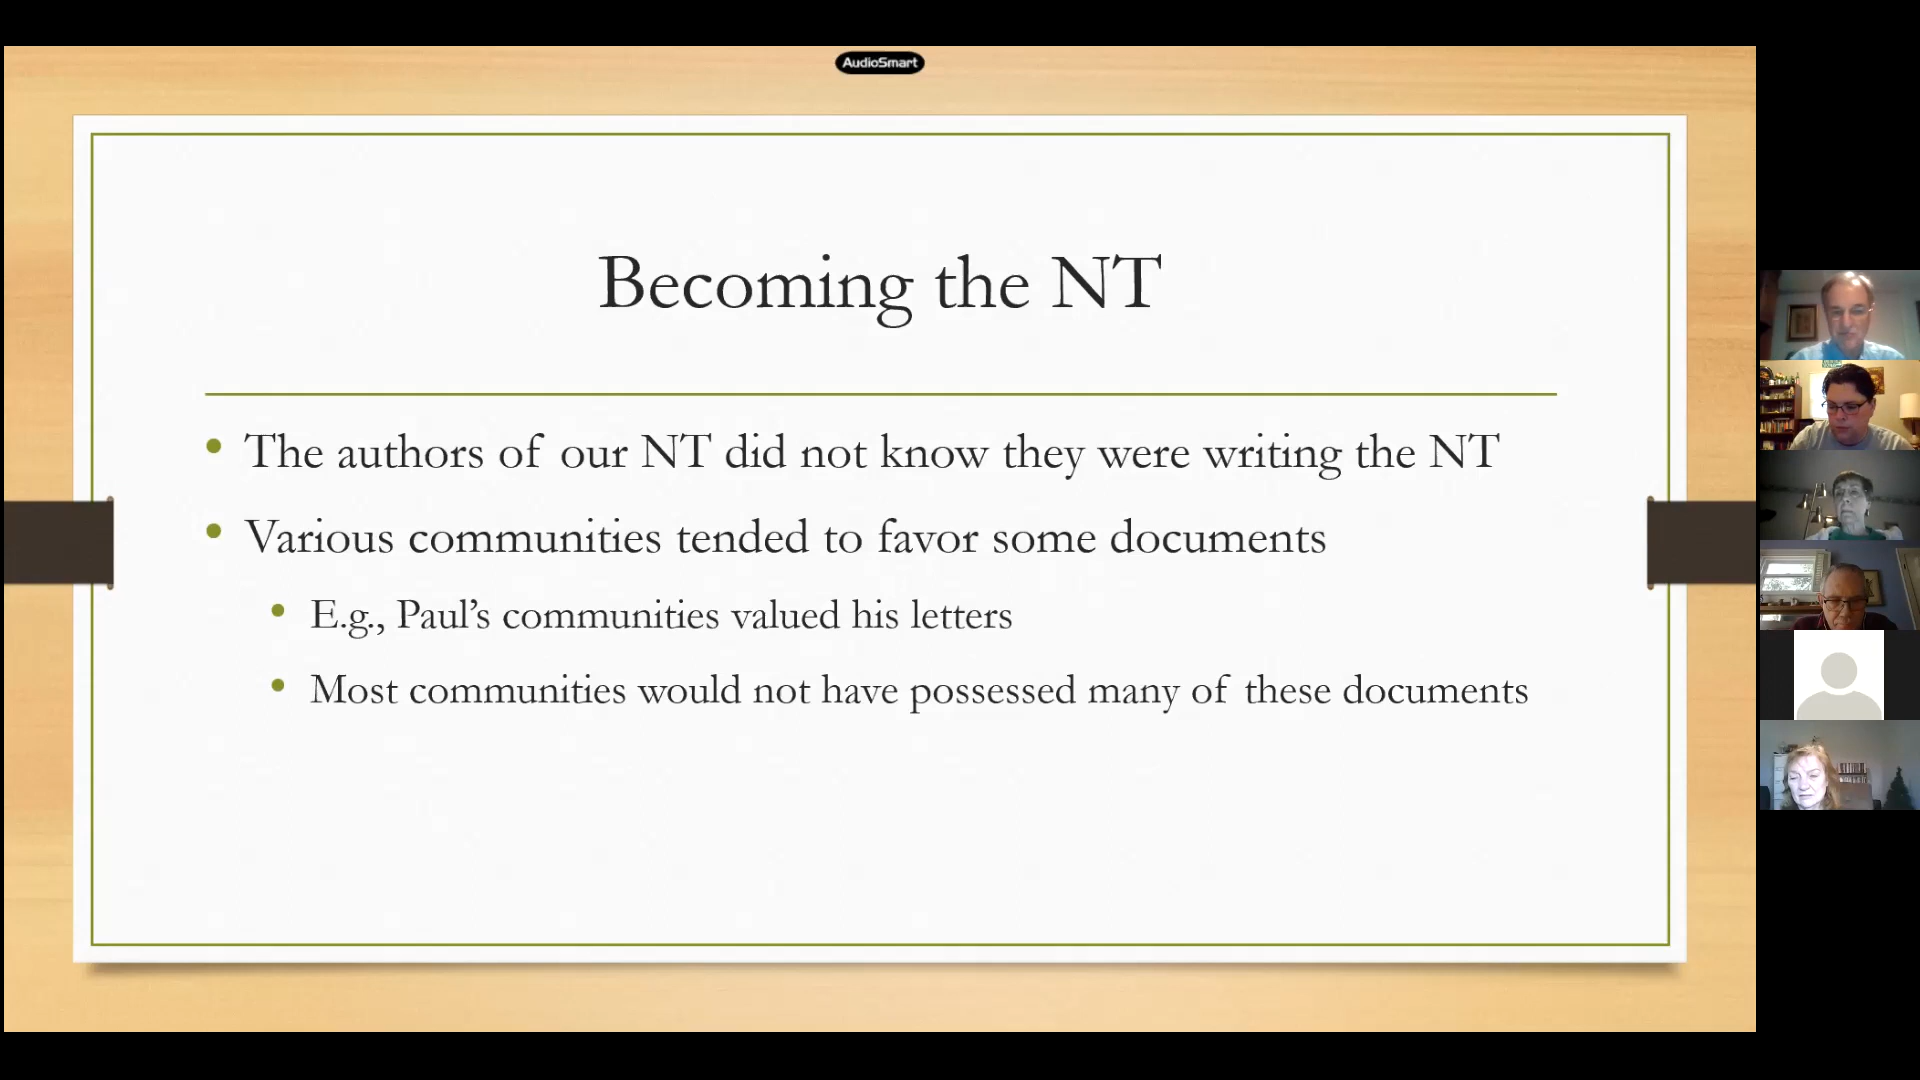 AudioSmart
Becoming the NT
• The authors of our NT did not know they were writing the NT
• Various communities tended to favor some documents
• E.g., Paul’s communities valued his letters
• Most communities would not have possessed many of these documents